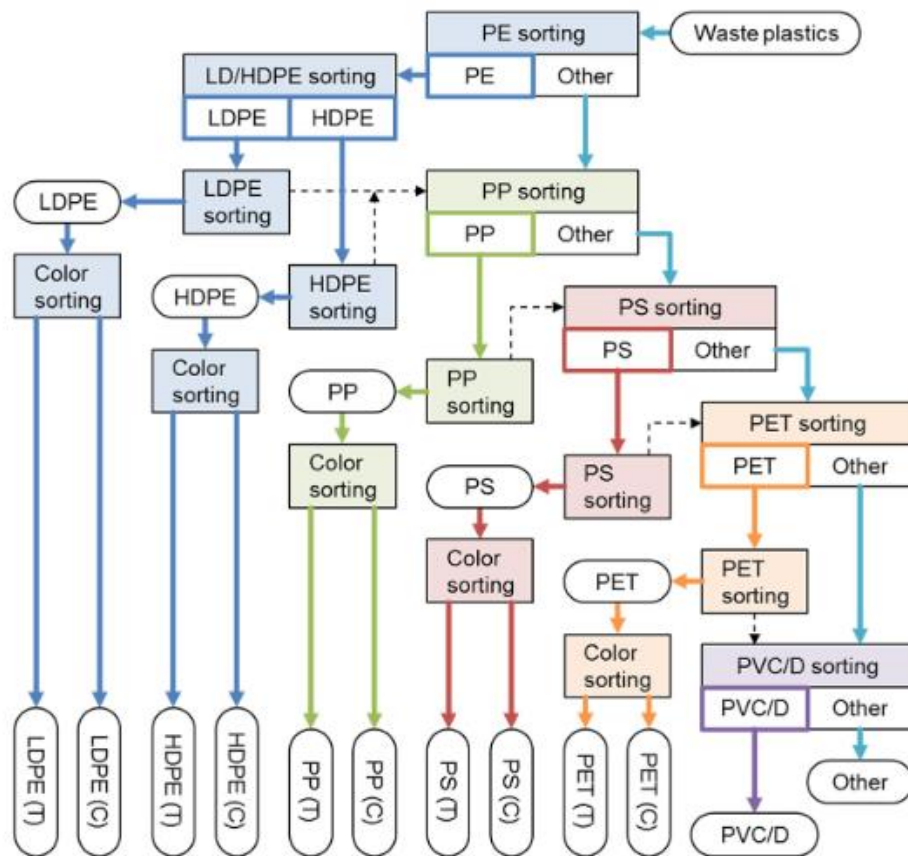 PE sorting
Waste plastics
LD/HDPE sorting
PE
Other
LDPE
HDPE
LDPE
LDPE
sorting
PP sorting
PP
Other
Color
sorting
HDPE
HDPE
sorting
PS sorting
PS
Other
Color
sorting
PP
PP
sorting
PET sorting
PET
Other
Color
sorting
PS
PS
sorting
Color
sorting
PET
PET
sorting
Color
sorting
PVC/D sorting
PVC/D
Other
LDPE (T)
LDPE (C)
HDPE (T)
HDPE (C)
PP (T)
PP (C)
PS (T)
PS (C)
PET (T)
PET (C)
Other
PVC/D